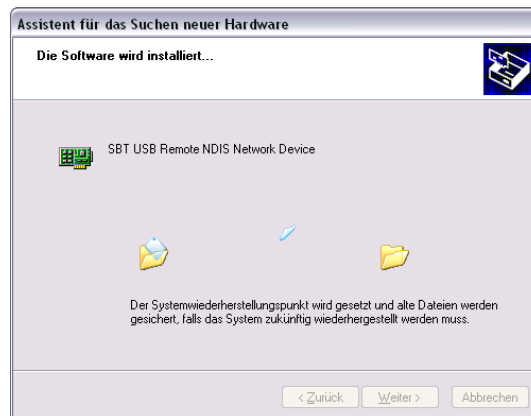 Assistent für das Suchen neuer Hardware
Die Software wird installiert...
SBT USB Remote NDIS Network Device
Der Systemwiederherstellungspunkt wird gesetzt und alte Dateien werden
gesichert, falls das System zukünftig wiederhergestellt werden muss.
< Zurück Weiter > Abbrechen